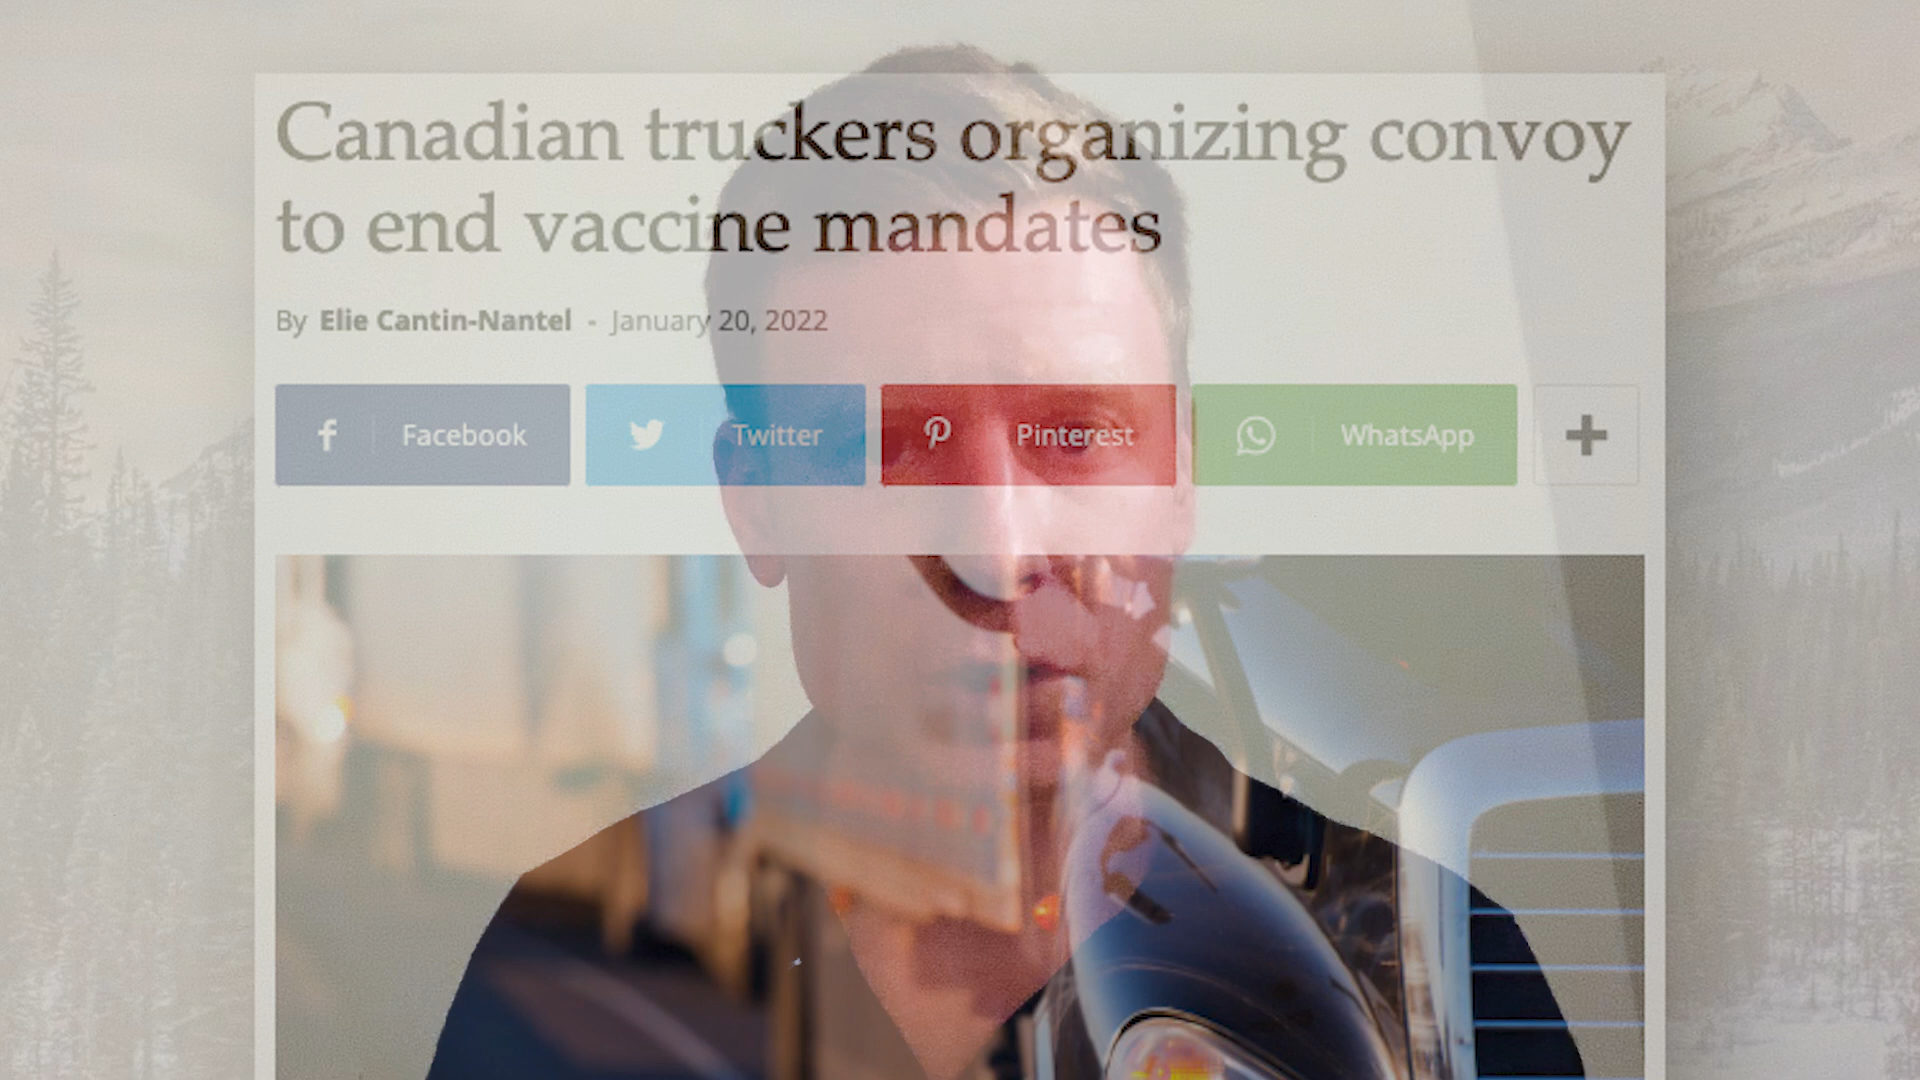 Canadian truckers organizing convoy
to end vaccine mandates
By Elie Cantin-Nantel - January 20, 2022
Facebook Twitter Pinterest WhatsApp +